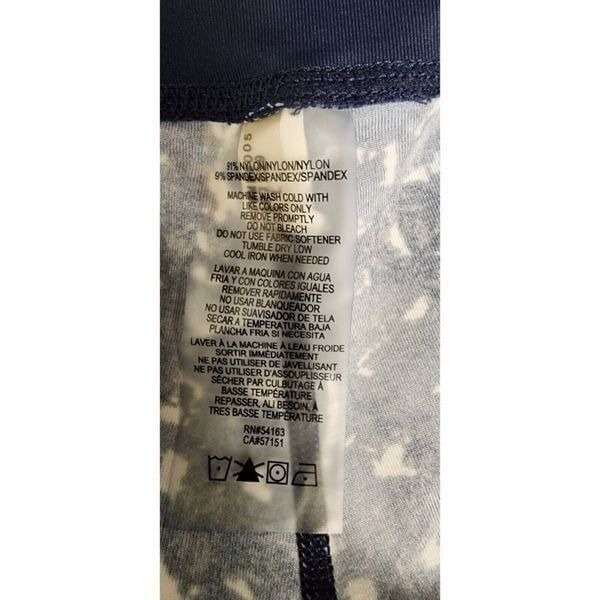 91% NYLON/NYLON/NYLON
9% SPANDEX/SPANDEX/SPANDEX
MACHINE WASH COLD WITH
LIKE COLORS ONLY
REMOVE PROMPTLY
DO NOT BLEACH
DO NOT USE FABRIC SOFTENER
TUMBLE DRY LOW
COOL IRON WHEN NEEDED
LAVAR A MAQUINA CON AGUA
FRIA Y CON COLORES IGUALES
REMOVER RAPIDAMENTE
NO USAR BLANQUEADOR
NO USAR SUAVISADOR DE TELA
SECAR A TEMPERATURA BAJA
PLANCHA FRIA SI NECESITA
LAVER À LA MACHINE À LEAU FROIDE
SORTIR IMMÉDIATEMENT
NE PAS UTILISER DE JAVELLISANT
NE PAS UTILISER D'ASSOUPLISSEUR
SÉCHER PAR CULBUTAGE À
BASSE TEMPÉRATURE
REPASSER, ALI BESOIN, À
TRES BASSE TEMPÉRATURE
RN#54163
CA#57151